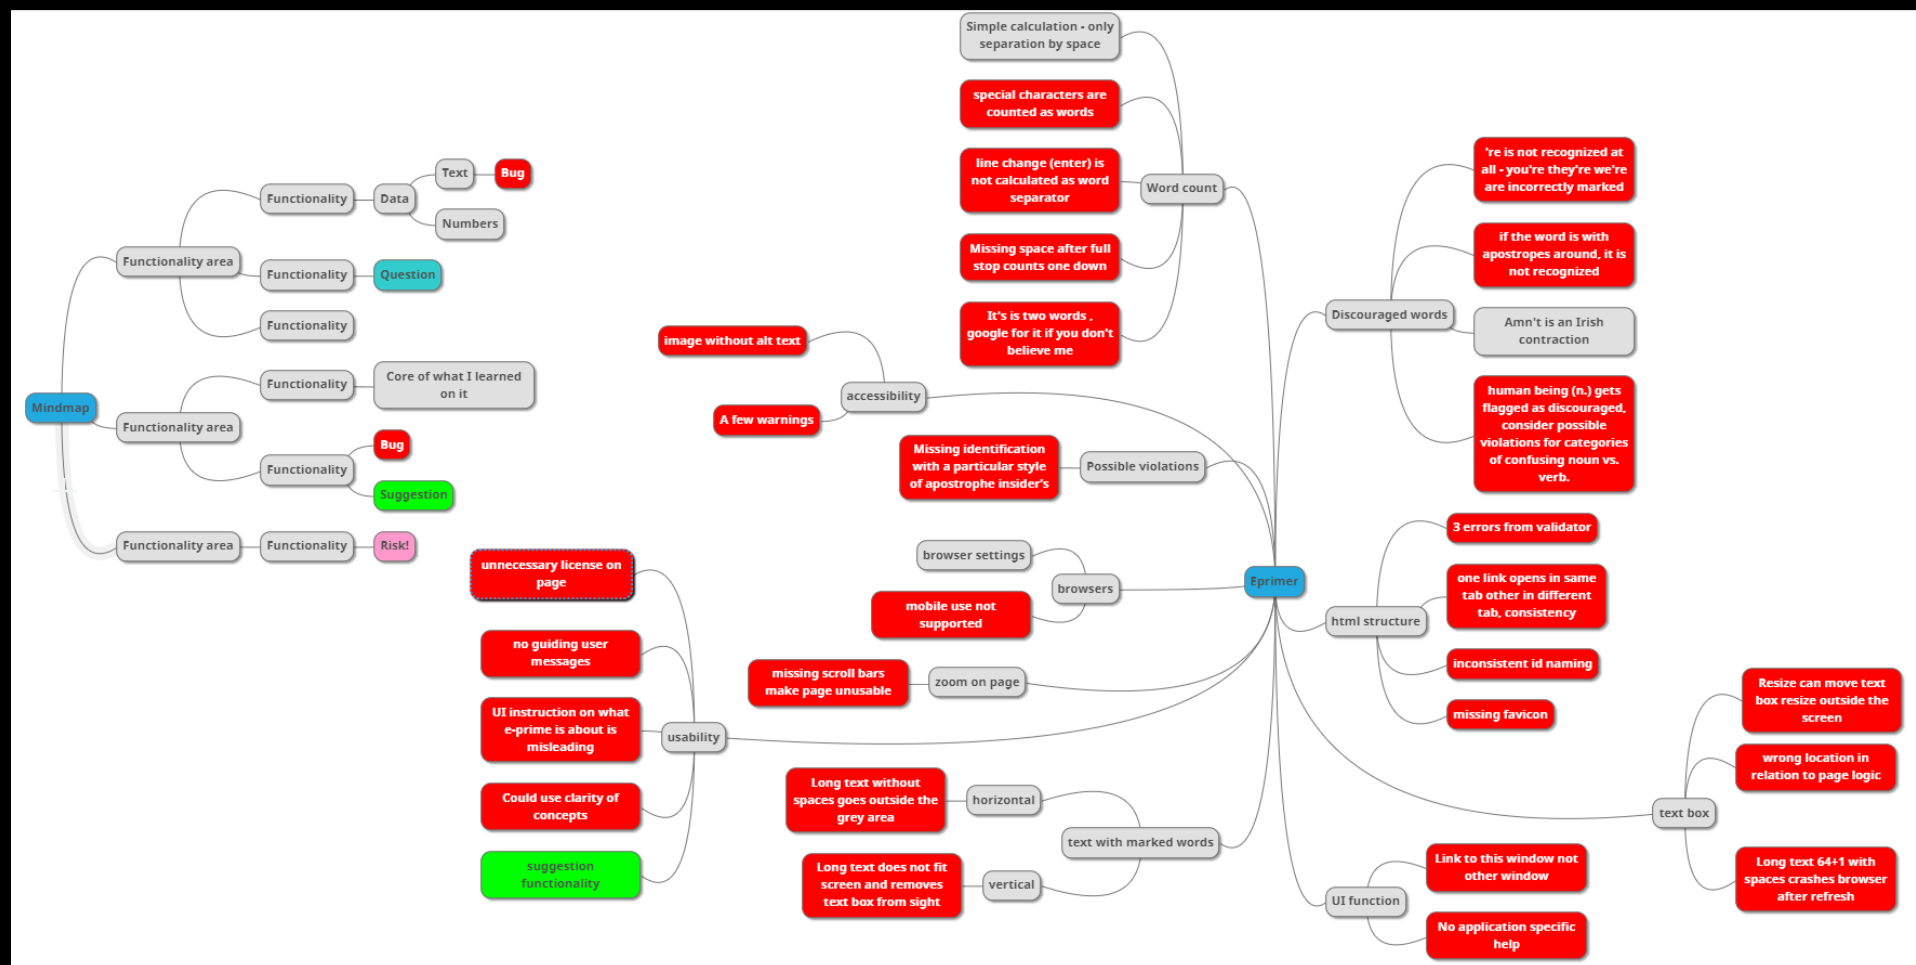 Mindmap
Functionality area
Functionality
Data
Text
Bug
Numbers
Functionality
Question
Functionality
Functionality area
Functionality
Core of what I learned
on it
Functionality
Bug
Suggestion
Functionality area
Functionality
Risk!
Eprimer
Word count
Simple calculation - only
separation by space
special characters are
counted as words
line change (enter) is
not calculated as word
separator
Missing space after full
stop counts one down
It's is two words ,
google for it if you don't
believe me
accessibility
image without alt text
A few warnings
Possible violations
Missing identification
with a particular style
of apostrophe insider's
browsers
browser settings
mobile use not
supported
zoom on page
missing scroll bars
make page unusable
usability
unnecessary license on
page
no guiding user
messages
UI instruction on what
e-prime is about is
misleading
Could use clarity of
concepts
suggestion
functionality
text with marked words
horizontal
Long text without
spaces goes outside the
grey area
vertical
Long text does not fit
screen and removes
text box from sight
Discouraged words
're is not recognized at
all - you're they're we're
are incorrectly marked
if the word is with
apostropes around, it is
not recognized
Amn't is an Irish
contraction
human being (n.) gets
flagged as discouraged,
consider possible
violations for categories
of confusing noun vs.
verb.
html structure
3 errors from validator
one link opens in same
tab other in different
tab, consistency
inconsistent id naming
missing favicon
text box
Resize can move text
box resize outside the
screen
wrong location in
relation to page logic
Long text 64+1 with
spaces crashes browser
after refresh
UI function
Link to this window not
other window
No application specific
help